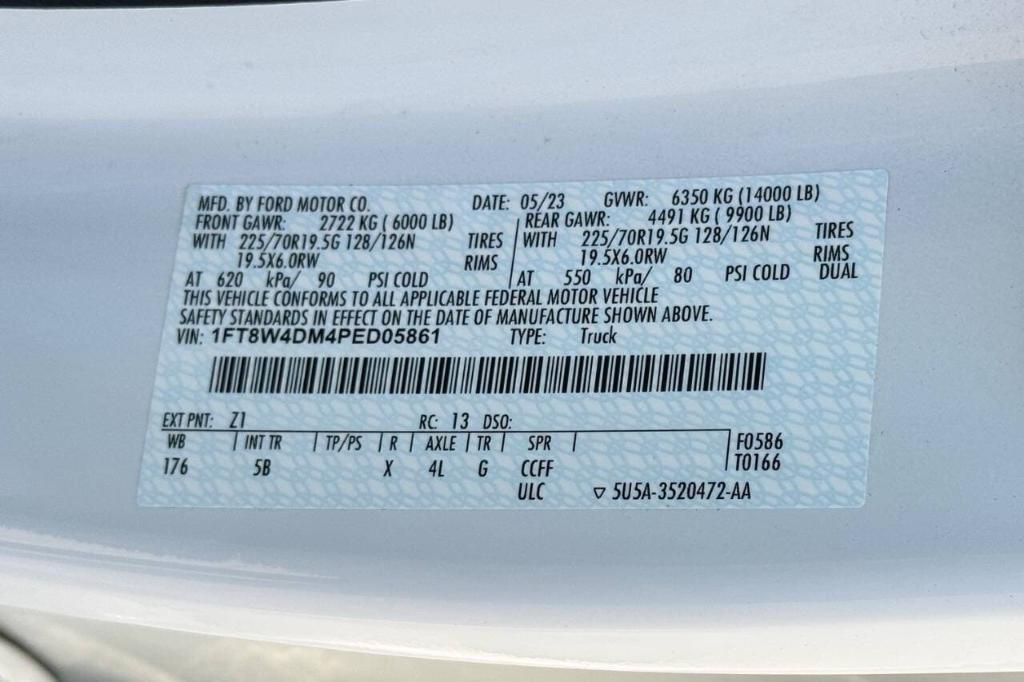 MFD. BY FORD MOTOR CO. DATE: 05/23 GVWR: 6350 KG (14000 LB)
FRONT GAWR: 2722 KG ( 6000 LB) REAR GAWR: 4491 KG ( 9900 LB)
WITH 225/70R19.5G 128/126N TIRES WITH 225/70R19.5G 128/126N TIRES
19.5X6.0RW RIMS 19.5X6.0RW RIMS
AT 620 kPa/ 90 PSI COLD AT 550 kPa/ 80 PSI COLD DUAL
THIS VEHICLE CONFORMS TO ALL APPLICABLE FEDERAL MOTOR VEHICLE
SAFETY STANDARDS IN EFFECT ON THE DATE OF MANUFACTURE SHOWN ABOVE.
VIN: 1FT8W4DM4PED05861 TYPE: Truck
EXT PNT: Z1 RC: 13 DSO:
WB INT TR TP/PS R AXLE TR SPR F0586
176 5B X 4L G CCFF T0166
ULC ▽ 5U5A-3520472-AA